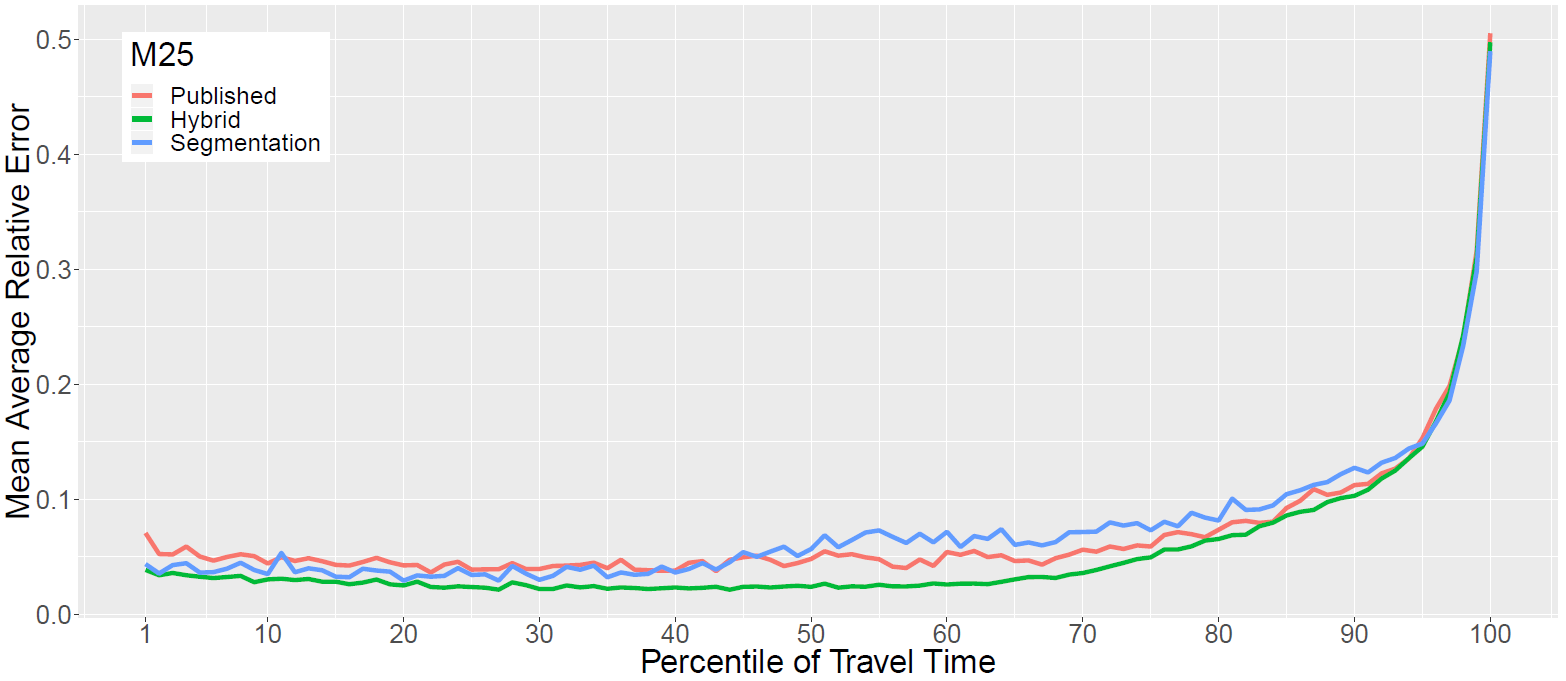 M25
Published
Hybrid
Segmentation
Mean Average Relative Error
0.5
0.4
0.3
0.2
0.1
0.0
1 10 20 30 40 50 60 70 80 90 100
Percentile of Travel Time